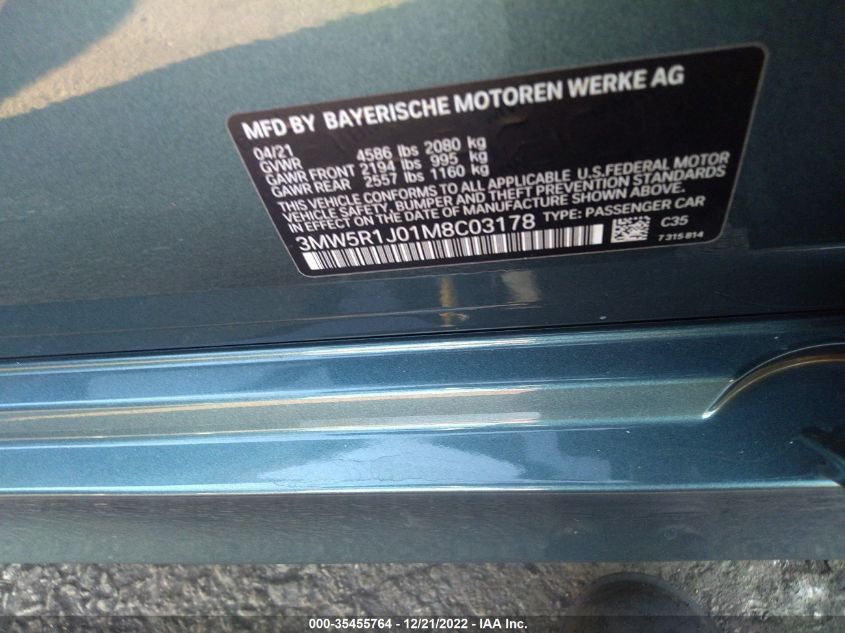 MFD BY BAYERISCHE MOTOREN WERKE AG
04/21
GVWR 4586 lbs 2080 kg
GAWR FRONT 2194 lbs 995 kg
GAWR REAR 2557 lbs 1160 kg
THIS VEHICLE CONFORMS TO ALL APPLICABLE U.S.FEDERAL MOTOR
VEHICLE SAFETY, BUMPER, AND THEFT PREVENTION STANDARDS
IN EFFECT ON THE DATE OF MANUFACTURE SHOWN ABOVE.
3MW5R1J01M8C03178 TYPE: PASSENGER CAR
C35
7 315 814
000-35455764 - 12/21/2022 - IAA Inc.